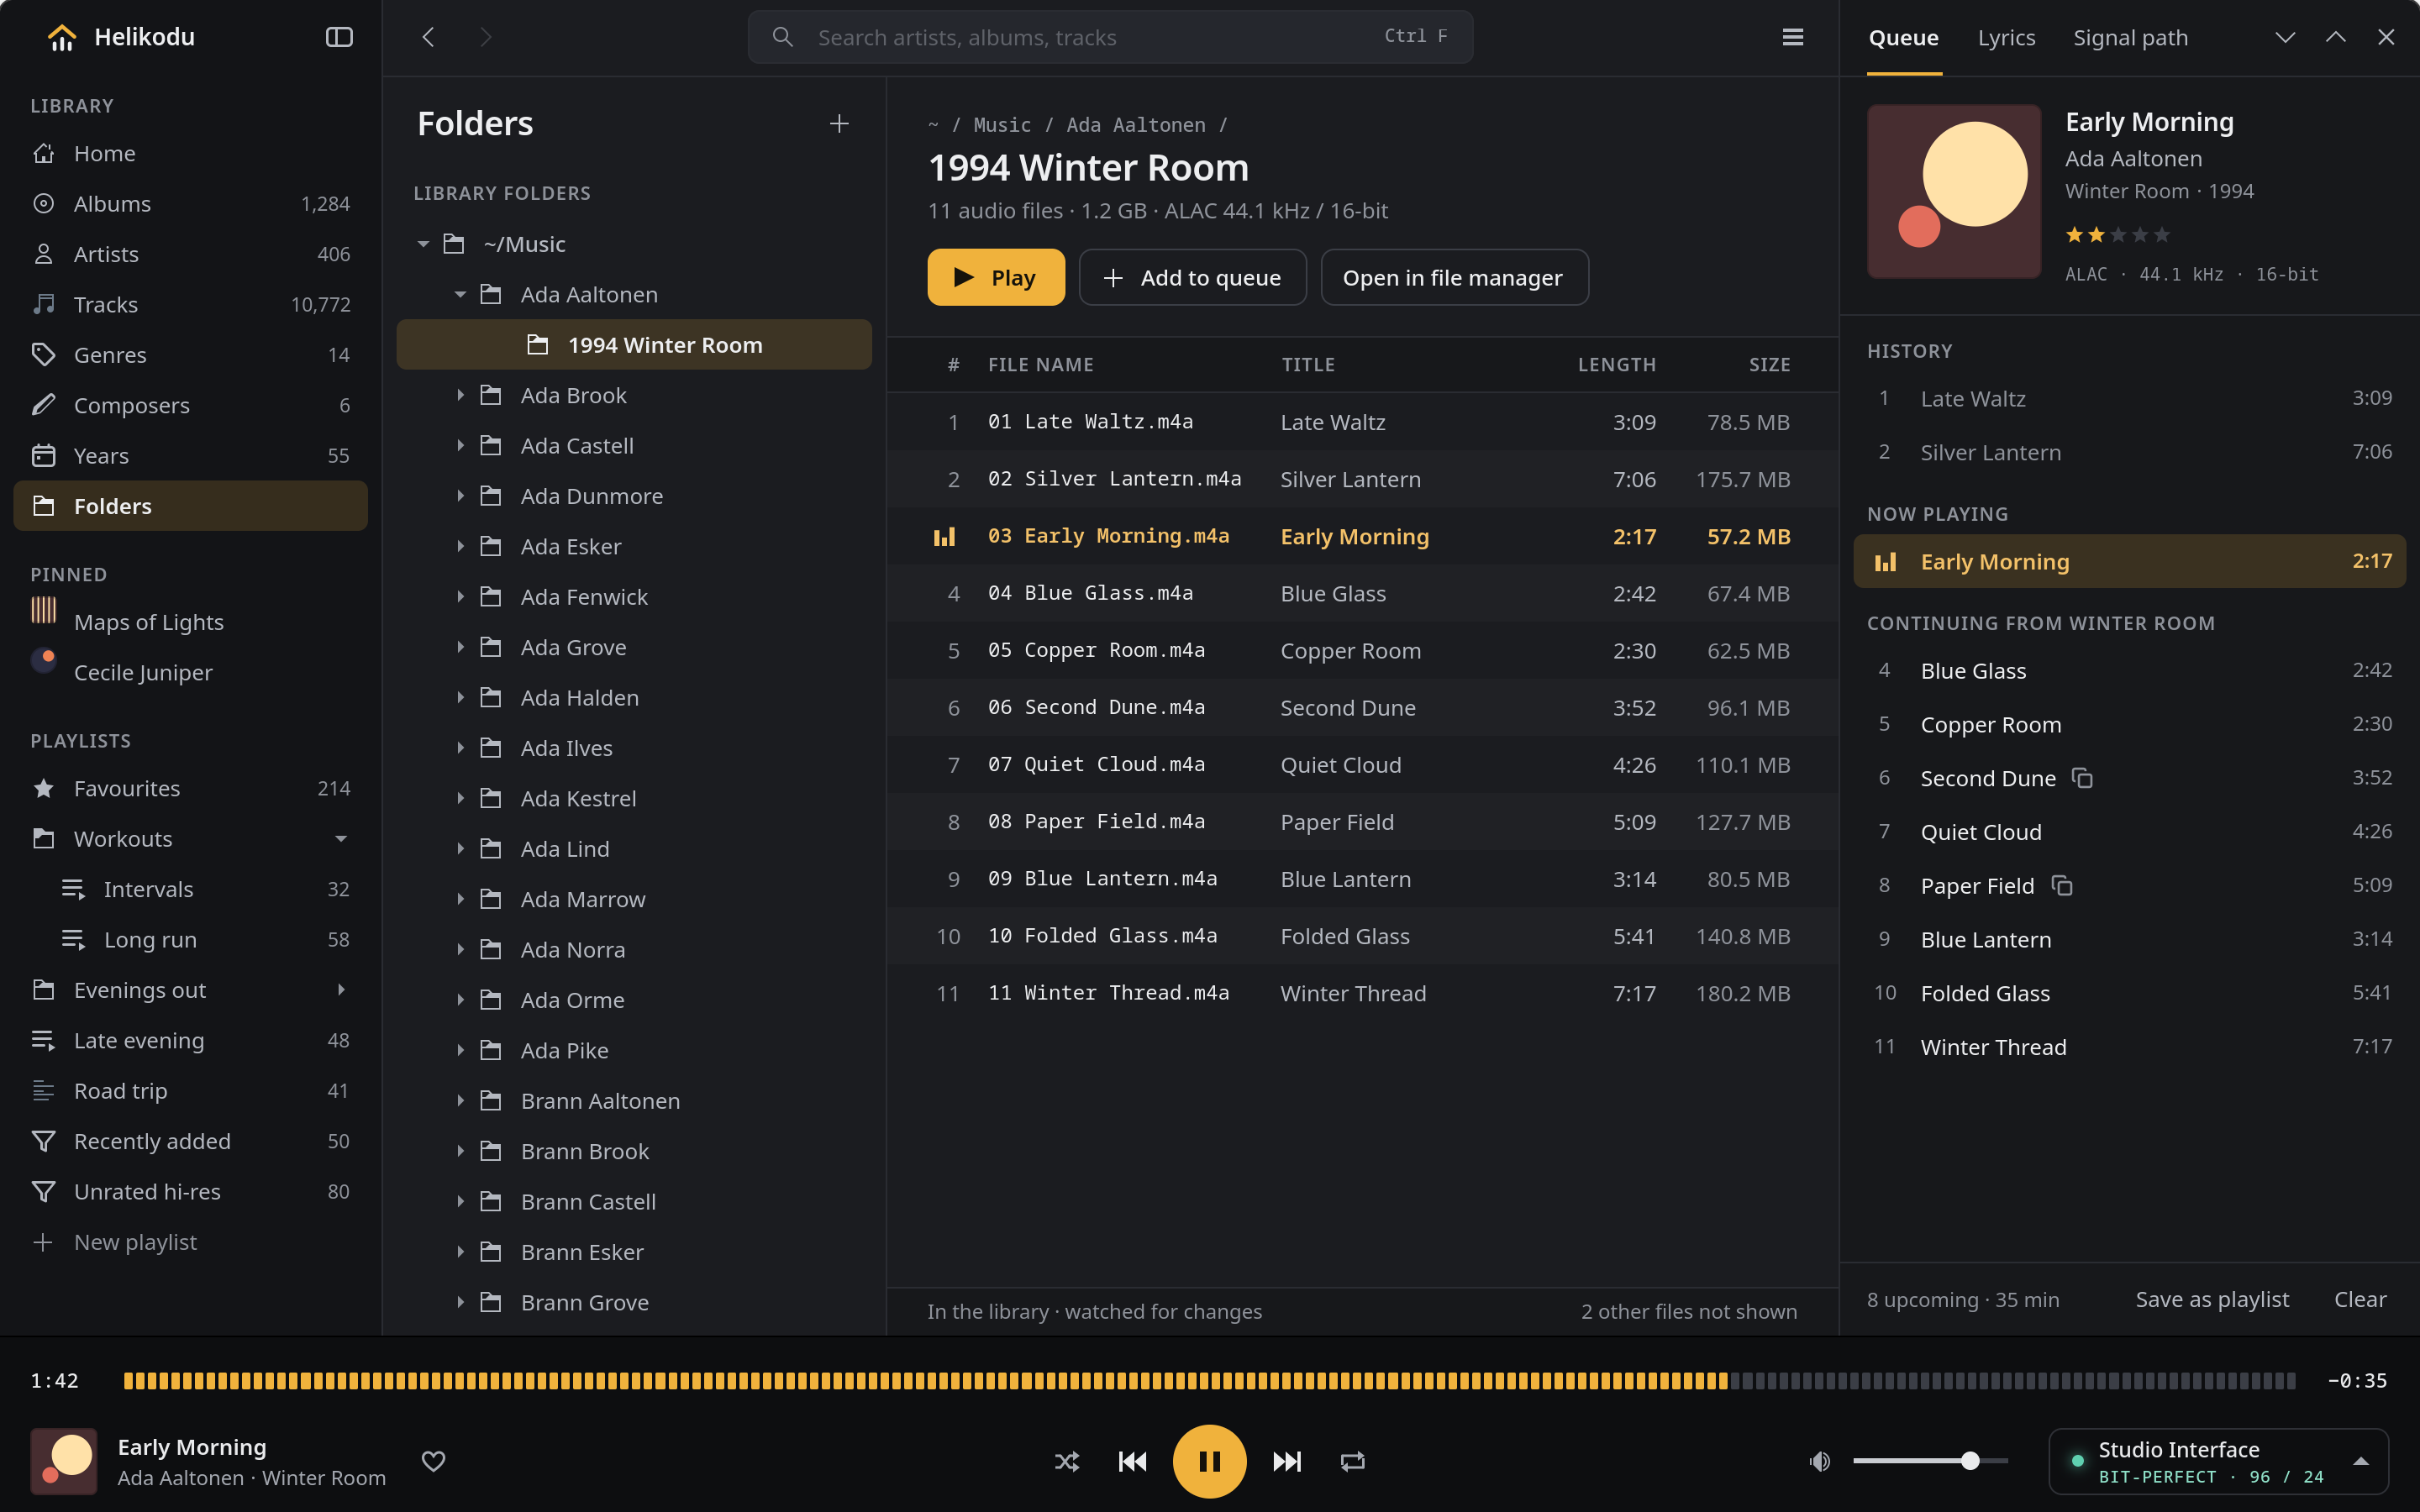 Helikodu
LIBRARY
Home
Albums 1,284
Artists 406
Tracks 10,772
Genres 14
Composers 6
Years 55
Folders
PINNED
Maps of Lights
Cecile Juniper
PLAYLISTS
Favourites 214
Workouts
Intervals 32
Long run 58
Evenings out
Late evening 48
Road trip 41
Recently added 50
Unrated hi-res 80
New playlist
Search artists, albums, tracks Ctrl F
Folders
LIBRARY FOLDERS
~/Music
Ada Aaltonen
1994 Winter Room
Ada Brook
Ada Castell
Ada Dunmore
Ada Esker
Ada Fenwick
Ada Grove
Ada Halden
Ada Ilves
Ada Kestrel
Ada Lind
Ada Marrow
Ada Norra
Ada Orme
Ada Pike
Brann Aaltonen
Brann Brook
Brann Castell
Brann Esker
Brann Grove
~ / Music / Ada Aaltonen /
1994 Winter Room
11 audio files · 1.2 GB · ALAC 44.1 kHz / 16-bit
Play Add to queue Open in file manager
# FILE NAME TITLE LENGTH SIZE
1 01 Late Waltz.m4a Late Waltz 3:09 78.5 MB
2 02 Silver Lantern.m4a Silver Lantern 7:06 175.7 MB
03 Early Morning.m4a Early Morning 2:17 57.2 MB
4 04 Blue Glass.m4a Blue Glass 2:42 67.4 MB
5 05 Copper Room.m4a Copper Room 2:30 62.5 MB
6 06 Second Dune.m4a Second Dune 3:52 96.1 MB
7 07 Quiet Cloud.m4a Quiet Cloud 4:26 110.1 MB
8 08 Paper Field.m4a Paper Field 5:09 127.7 MB
9 09 Blue Lantern.m4a Blue Lantern 3:14 80.5 MB
10 10 Folded Glass.m4a Folded Glass 5:41 140.8 MB
11 11 Winter Thread.m4a Winter Thread 7:17 180.2 MB
In the library · watched for changes 2 other files not shown
Queue Lyrics Signal path
Early Morning
Ada Aaltonen
Winter Room · 1994
ALAC · 44.1 kHz · 16-bit
HISTORY
1 Late Waltz 3:09
2 Silver Lantern 7:06
NOW PLAYING
Early Morning 2:17
CONTINUING FROM WINTER ROOM
4 Blue Glass 2:42
5 Copper Room 2:30
6 Second Dune 3:52
7 Quiet Cloud 4:26
8 Paper Field 5:09
9 Blue Lantern 3:14
10 Folded Glass 5:41
11 Winter Thread 7:17
8 upcoming · 35 min Save as playlist Clear
1:42 −0:35
Early Morning
Ada Aaltonen · Winter Room
Studio Interface
BIT-PERFECT · 96 / 24